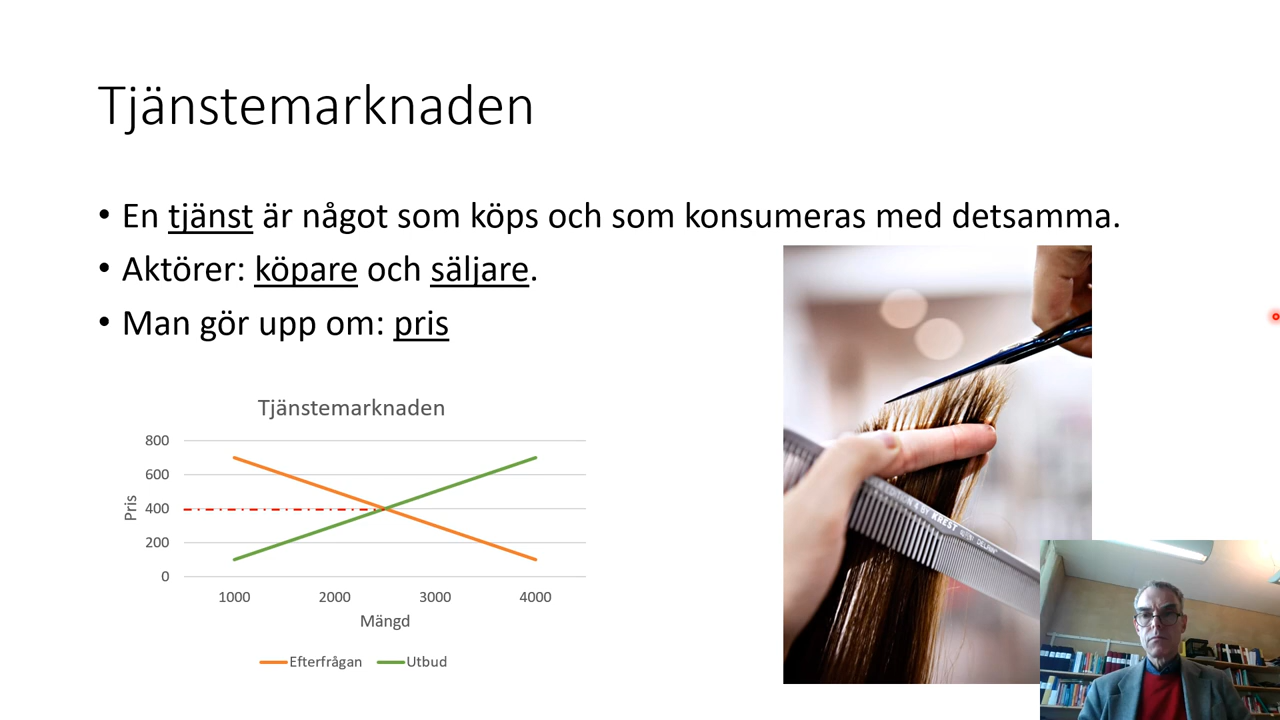 Tjänstemarknaden
• En tjänst är något som köps och som konsumeras med detsamma.
• Aktörer: köpare och säljare.
• Man gör upp om: pris
Tjänstemarknaden
800
600
400
200
0
Pris
1000 2000 3000 4000
Mängd
Efterfrågan Utbud
KREST